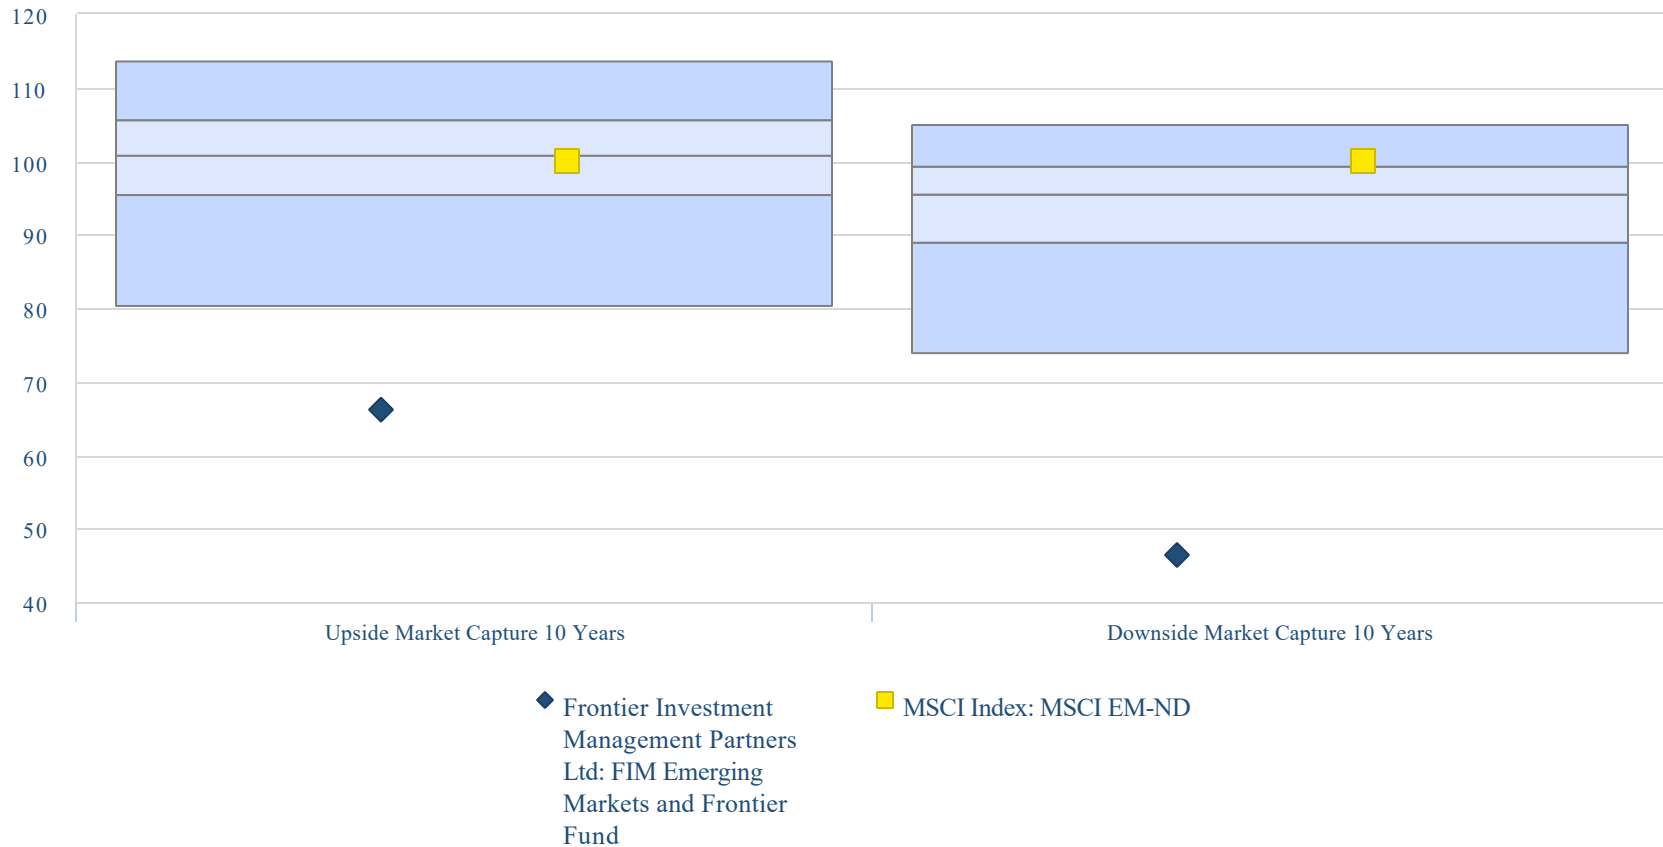 120
110
100
90
80
70
60
50
40
Upside Market Capture 10 Years
Downside Market Capture 10 Years
Frontier Investment
Management Partners
Ltd: FIM Emerging
Markets and Frontier
Fund
MSCI Index: MSCI EM-ND